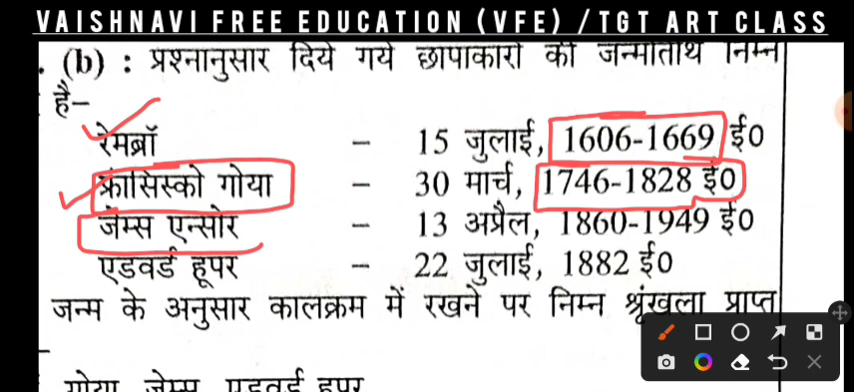 VAISHNAVI FREE EDUCATION (VFE) / TGT ART CLASS
. (b) : प्रश्नानुसार दिये गये छापाकारों की जन्मतिथि निम्न
है–
रेमब्रॉ – 15 जुलाई, 1606-1669 ई0
फ्रांसिस्को गोया – 30 मार्च, 1746-1828 ई0
जेम्स एन्सोर – 13 अप्रैल, 1860-1949 ई0
एडवर्ड हूपर – 22 जुलाई, 1882 ई0
जन्म के अनुसार कालक्रम में रखने पर निम्न श्रृंखला प्राप्त
गोया, जेम्स, एडवर्ड हूपर